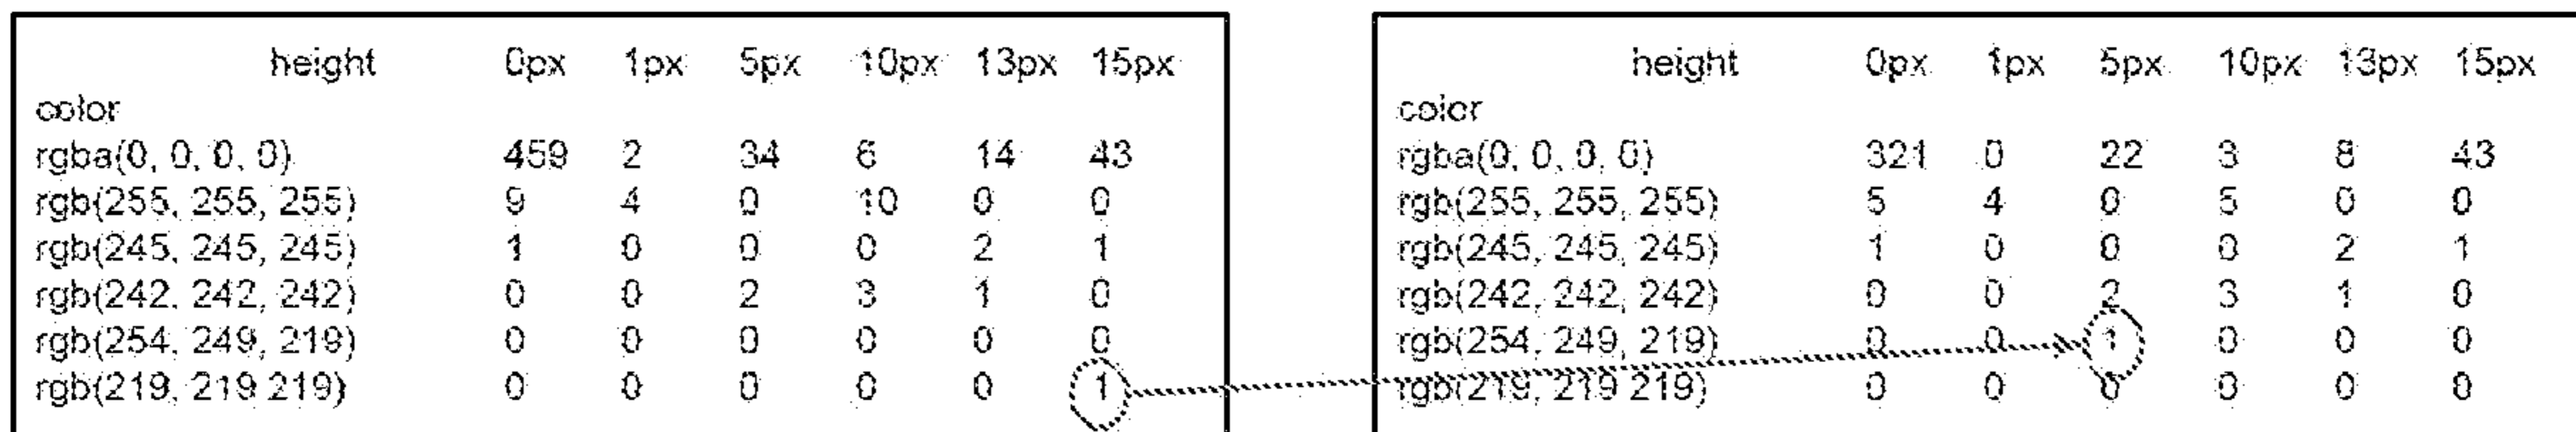 height 0px 1px 5px 10px 13px 15px
color
rgba(0, 0, 0, 0) 459 2 34 6 14 43
rgb(255, 255, 255) 9 4 0 10 0 0
rgb(245, 245, 245) 1 0 0 0 2 1
rgb(242, 242, 242) 0 0 2 3 1 0
rgb(254, 249, 219) 0 0 0 0 0 0
rgb(219, 219 219) 0 0 0 0 0 1
height 0px 1px 5px 10px 13px 15px
color
rgba(0, 0, 0, 0) 321 0 22 3 8 43
rgb(255, 255, 255) 5 4 0 5 0 0
rgb(245, 245, 245) 1 0 0 0 2 1
rgb(242, 242, 242) 0 0 2 3 1 0
rgb(254, 249, 219) 0 0 1 0 0 0
rgb(219, 219 219) 0 0 0 0 0 0